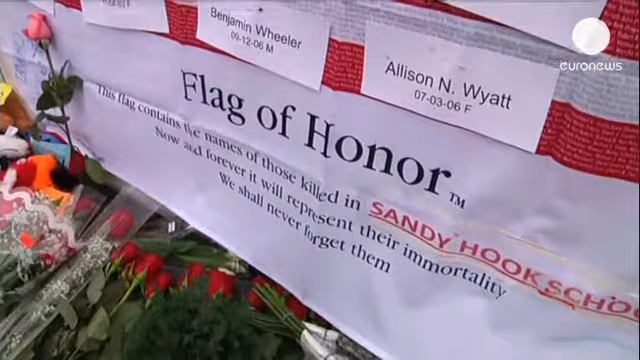 Benjamin Wheeler
09-12-06 M
Allison N. Wyatt
07-03-06 F
euronews
Flag of Honor™
This flag contains the names of those killed in SANDY HOOK SCHOO
Now and forever it will represent their immortality
We shall never forget them